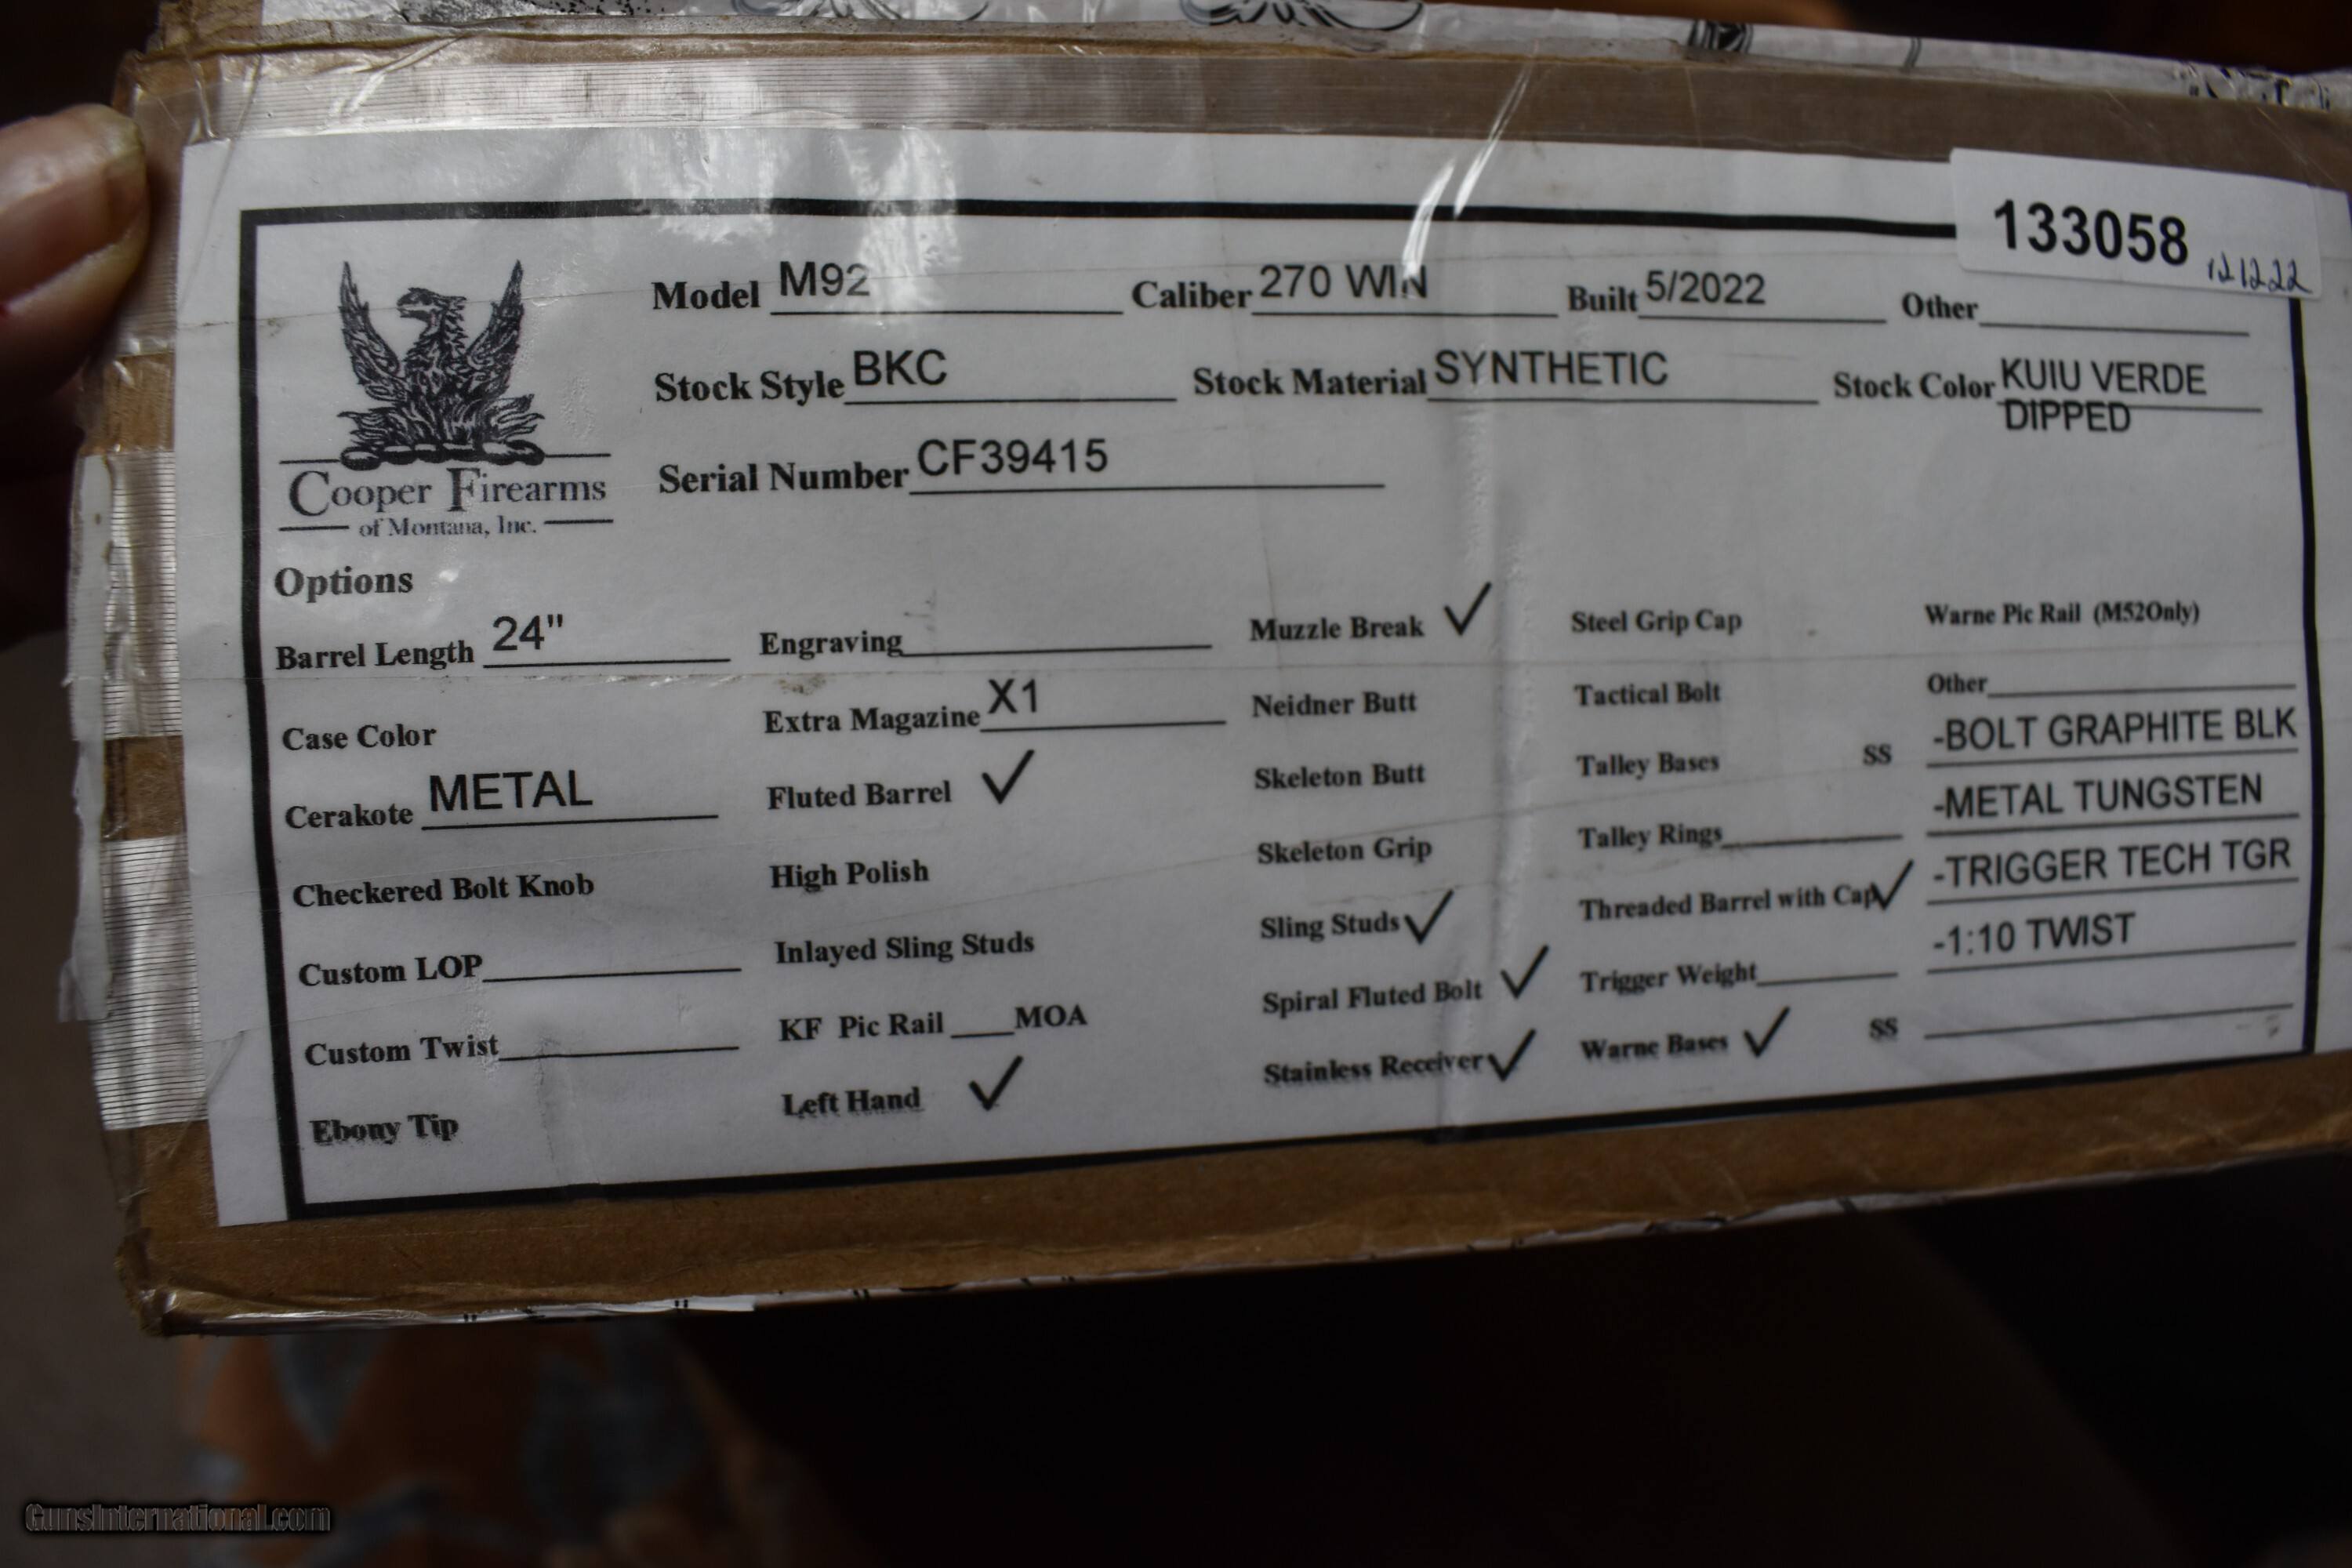 133058
121222
Model M92 Caliber 270 WIN Built 5/2022 Other
Stock Style BKC Stock Material SYNTHETIC Stock Color KUIU VERDE
DIPPED
Serial Number CF39415
Cooper Firearms
of Montana, Inc.
Options
Barrel Length 24" Engraving Muzzle Break ✓ Steel Grip Cap Warne Pic Rail (M52Only)
Case Color Extra Magazine X1 Neidner Butt Tactical Bolt Other
Cerakote METAL Fluted Barrel ✓ Skeleton Butt Talley Bases SS -BOLT GRAPHITE BLK
Checkered Bolt Knob High Polish Skeleton Grip Talley Rings -METAL TUNGSTEN
Custom LOP Inlayed Sling Studs Sling Studs ✓ Threaded Barrel with Cap ✓ -TRIGGER TECH TGR
Custom Twist KF Pic Rail ___MOA Spiral Fluted Bolt ✓ Trigger Weight -1:10 TWIST
Ebony Tip Left Hand ✓ Stainless Receiver ✓ Warne Bases ✓ SS
GunsInternational.com